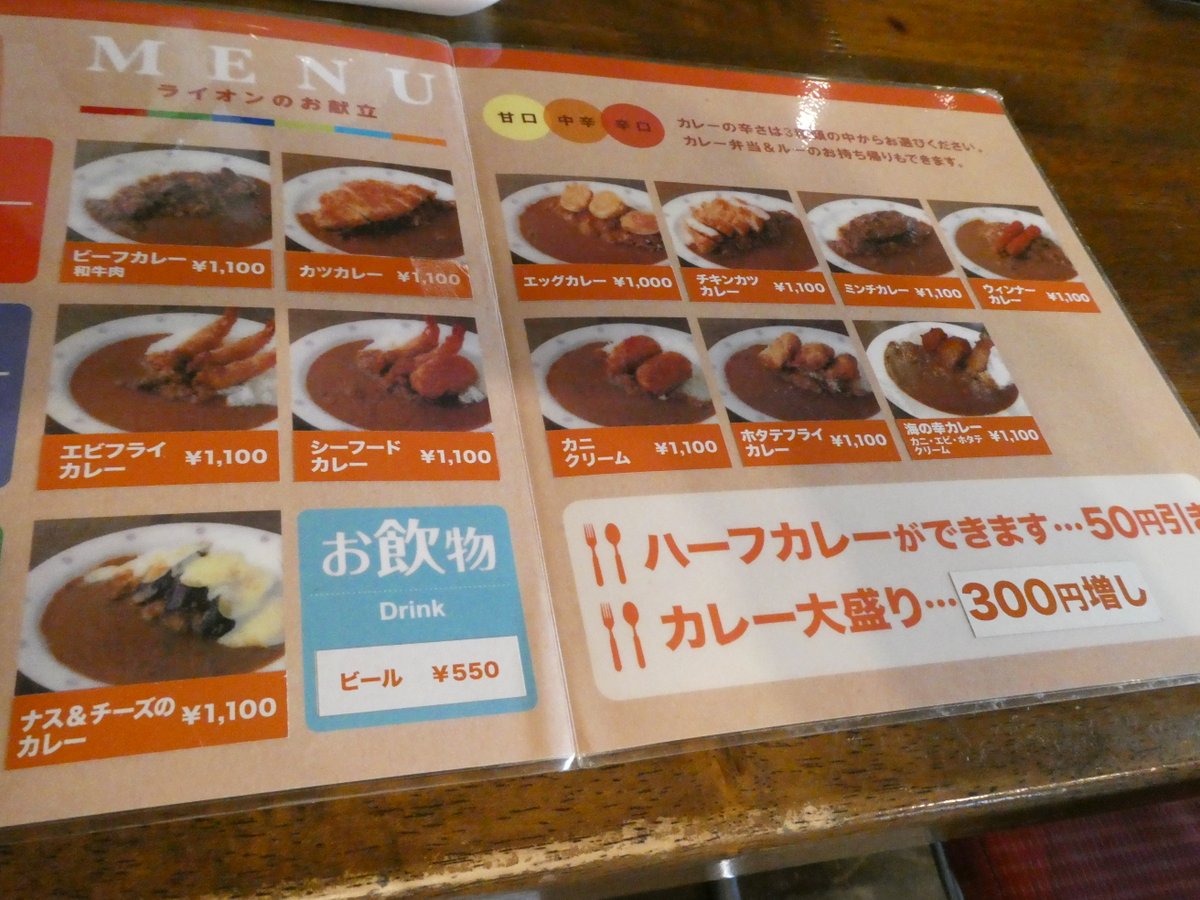 MENU
ライオンのお献立
ビーフカレー
和牛肉
¥1,100
カツカレー ¥1,100
エビフライ
カレー
¥1,100
シーフード
カレー
¥1,100
ナス&チーズの
カレー
¥1,100
お飲物
Drink
ビール ¥550
甘口 中辛 辛口
カレーの辛さは3種類の中からお選びください。
カレー弁当&ルーのお持ち帰りもできます。
エッグカレー ¥1,000
チキンカツ
カレー
¥1,100
ミンチカレー ¥1,100
ウィンナー
カレー
¥1,100
カニ
クリーム
¥1,100
ホタテフライ
カレー
¥1,100
海の幸カレー
カニ・エビ・ホタテ
クリーム
¥1,100
ハーフカレーができます…50円引き
カレー大盛り…300円増し